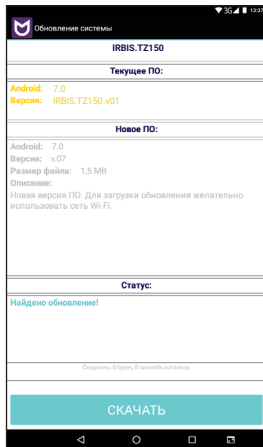 3G 13:37
Обновление системы
IRBIS.TZ150
Текущее ПО:
Android: 7.0
Версия: IRBIS.TZ150.v01
Новое ПО:
Android: 7.0
Версия: v.07
Размер файла: 1,5 MB
Описание:
Новая версия ПО. Для загрузки обновления желательно
использовать сеть Wi-Fi.
Статус:
Найдено обновление!
Скорость: 0 bytes, 0 seconds осталось.
СКАЧАТЬ